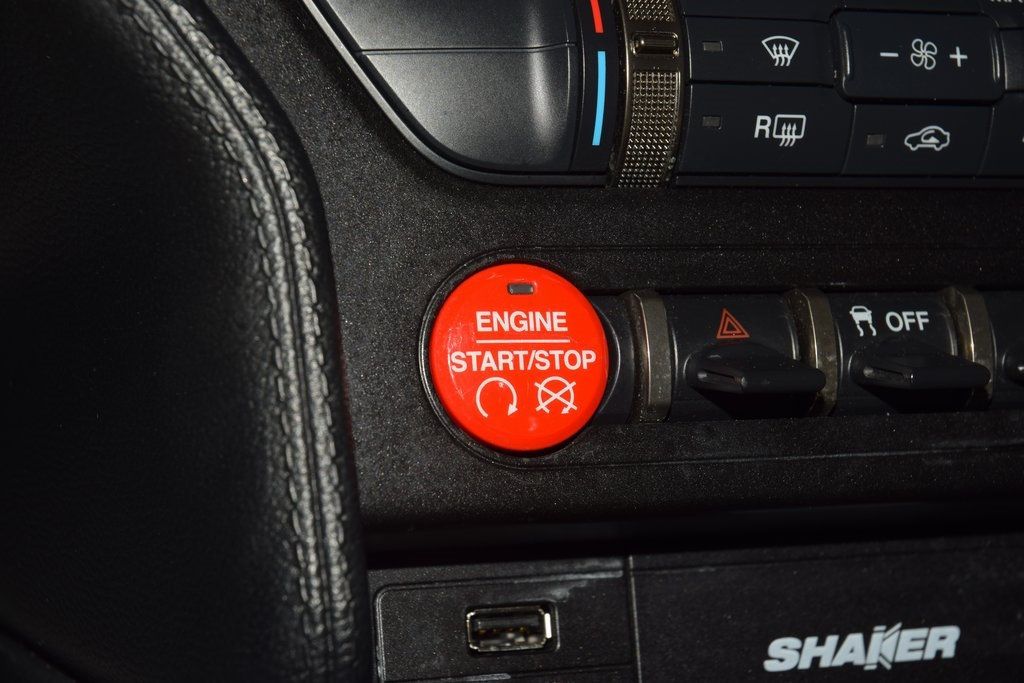 R
- +
ENGINE
START/STOP
OFF
SHAKER